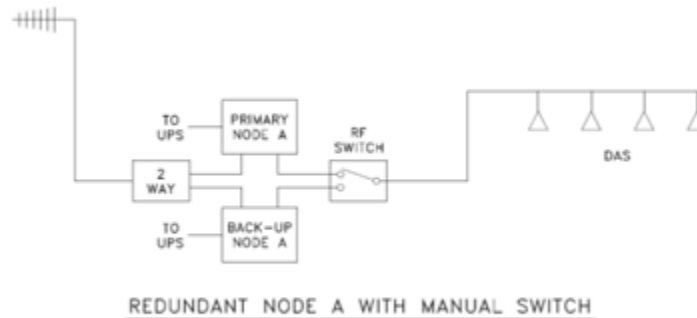 TO
UPS
PRIMARY
NODE A
RF
SWITCH
DAS
2
WAY
TO
UPS
BACK-UP
NODE A
REDUNDANT NODE A WITH MANUAL SWITCH